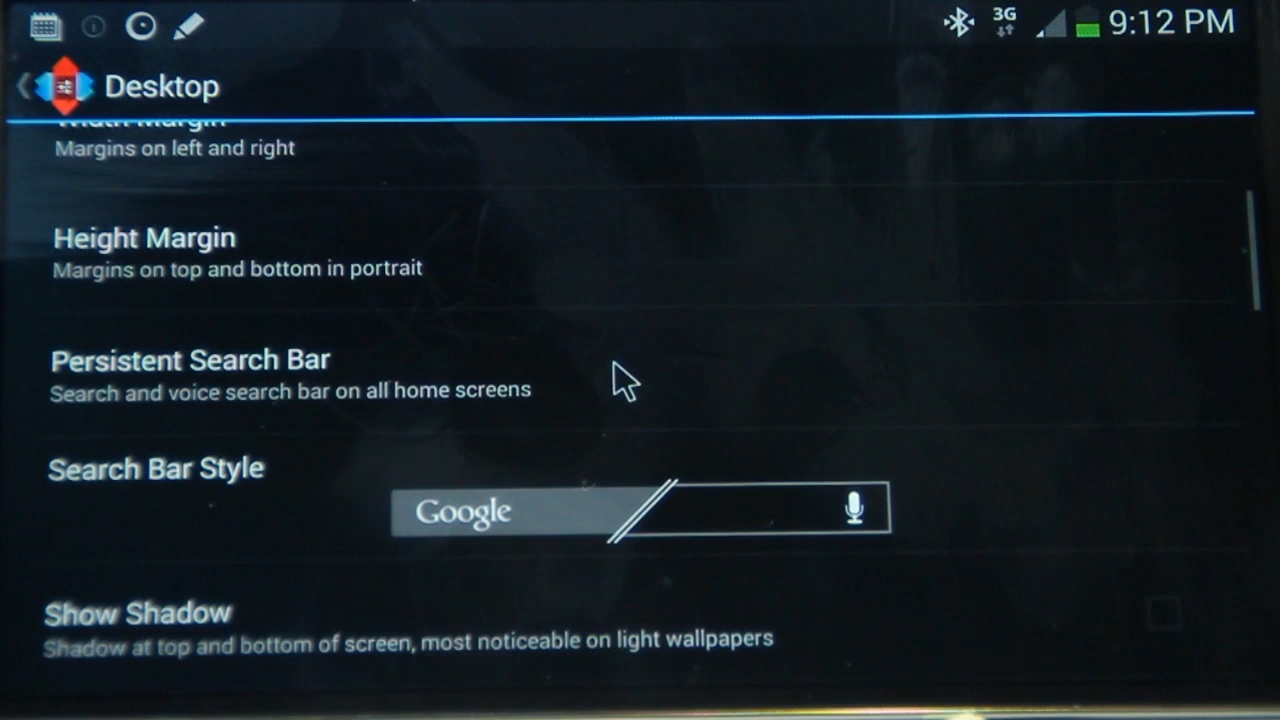 3G
9:12 PM
Desktop
Width Margin
Margins on left and right
Height Margin
Margins on top and bottom in portrait
Persistent Search Bar
Search and voice search bar on all home screens
Search Bar Style
Google
Show Shadow
Shadow at top and bottom of screen, most noticeable on light wallpapers